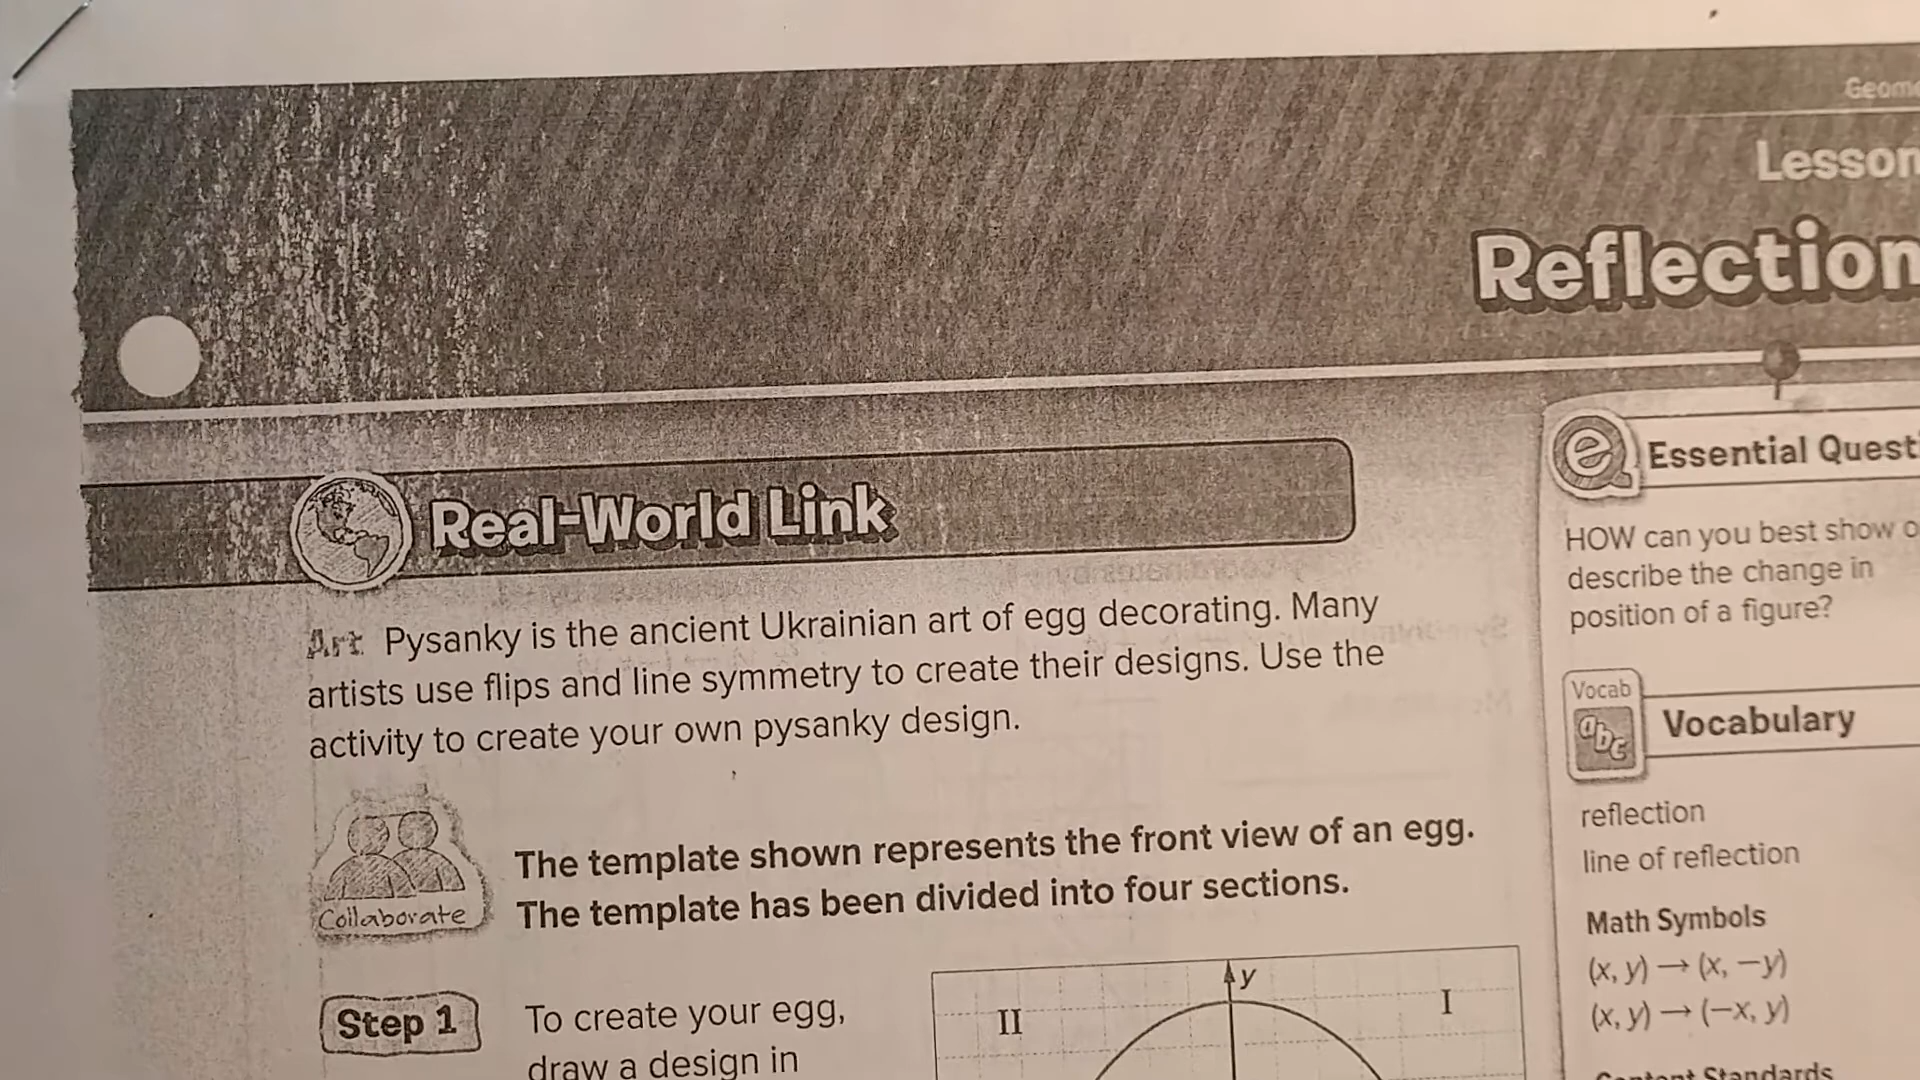 Lesson
Reflection
Real-World Link
Art Pysanky is the ancient Ukrainian art of egg decorating. Many
artists use flips and line symmetry to create their designs. Use the
activity to create your own pysanky design.
Collaborate
The template shown represents the front view of an egg.
The template has been divided into four sections.
Step 1
To create your egg,
draw a design in
II
y
I
e
Essential
HOW can you best show
describe the change in
position of a figure?
Vocab
abc
Vocabulary
reflection
line of reflection
Math Symbols
(x, y) → (x, −y)
(x, y) → (−x, y)
Content Standards